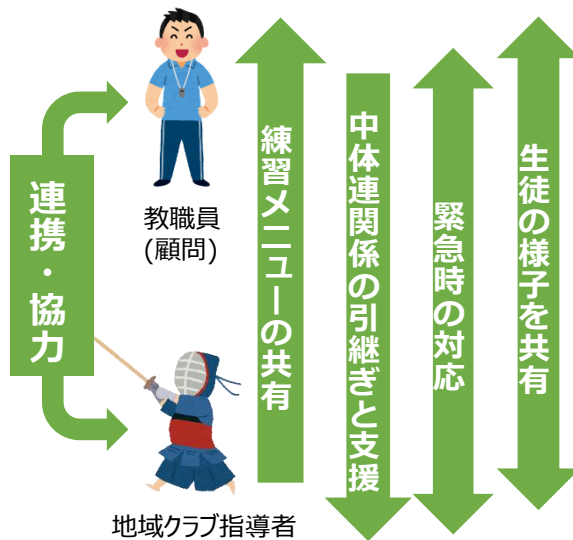 連携・協力
教職員
(顧問)
地域クラブ指導者
練習メニューの共有
中体連関係の引継ぎと支援
緊急時の対応
生徒の様子を共有